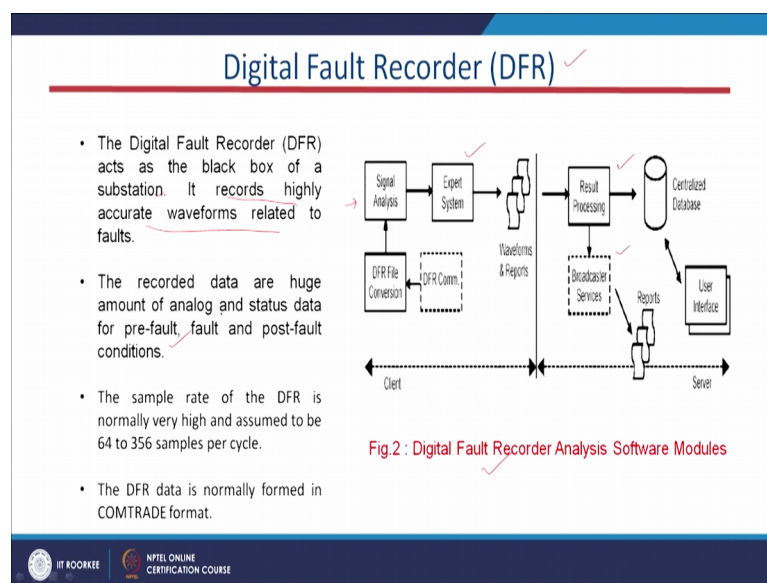 Digital Fault Recorder (DFR)
• The Digital Fault Recorder (DFR)
acts as the black box of a
substation. It records highly
accurate waveforms related to
faults.
• The recorded data are huge
amount of analog and status data
for pre-fault, fault and post-fault
conditions.
• The sample rate of the DFR is
normally very high and assumed to be
64 to 356 samples per cycle.
• The DFR data is normally formed in
COMTRADE format.
Signal
Analysis
Expert
System
Waveforms
& Reports
DFR File
Conversion
DFR Comm.
Client
Result
Processing
Centralized
Database
Broadcaster
Services
Reports
User
Interface
Server
Fig.2 : Digital Fault Recorder Analysis Software Modules
IIT ROORKEE
NPTEL ONLINE
CERTIFICATION COURSE